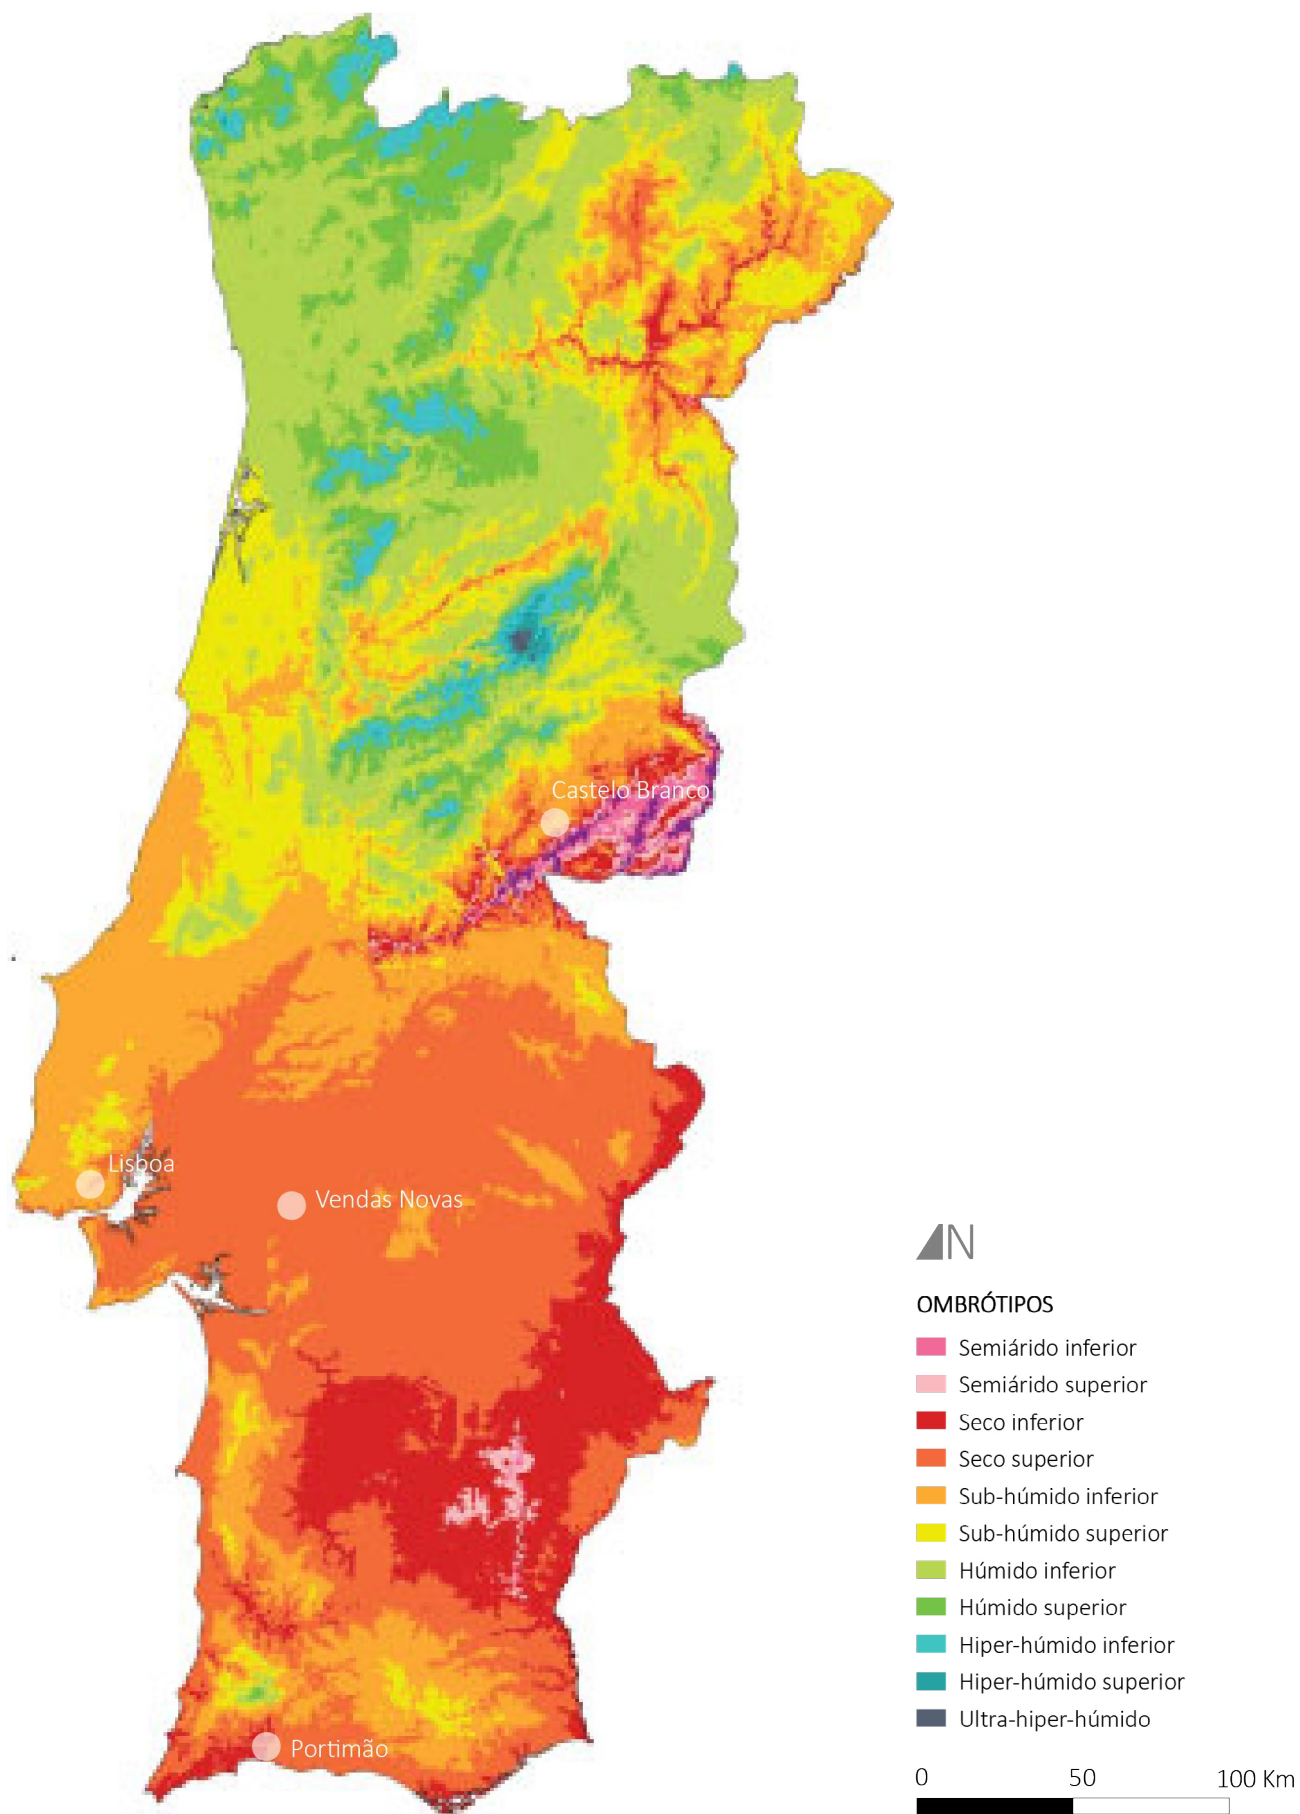 Castelo Branco
Lisboa
Vendas Novas
Portimão
N
OMBRÓTIPOS
Semiárido inferior
Semiárido superior
Seco inferior
Seco superior
Sub-húmido inferior
Sub-húmido superior
Húmido inferior
Húmido superior
Hiper-húmido inferior
Hiper-húmido superior
Ultra-hiper-húmido
0 50 100 Km